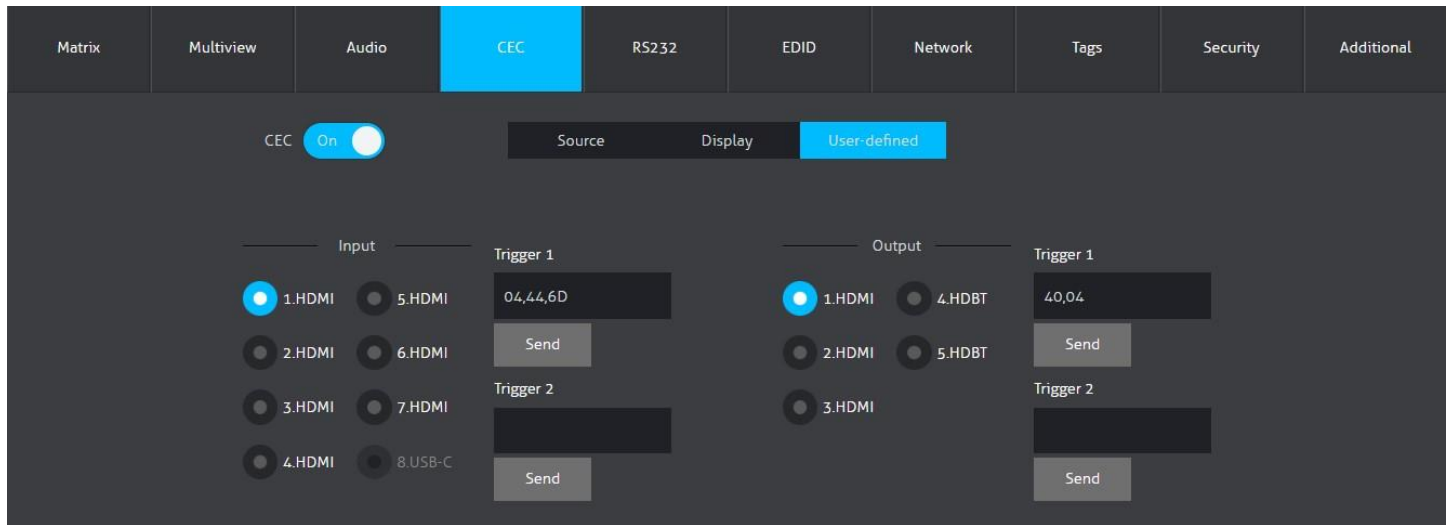 Matrix Multiview Audio CEC RS232 EDID Network Tags Security Additional
CEC On Source Display User-defined
Input
Trigger 1
Output
Trigger 1
1.HDMI 5.HDMI 04,44,6D 1.HDMI 4.HDBT 40,04
2.HDMI 6.HDMI Send 2.HDMI 5.HDBT Send
Trigger 2 Trigger 2
3.HDMI 7.HDMI 3.HDMI
4.HDMI 8.USB-C Send Send